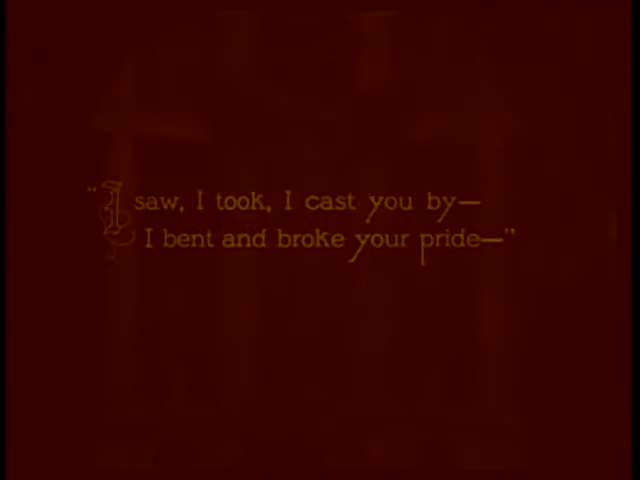 "I saw, I took, I cast you by—
I bent and broke your pride—"